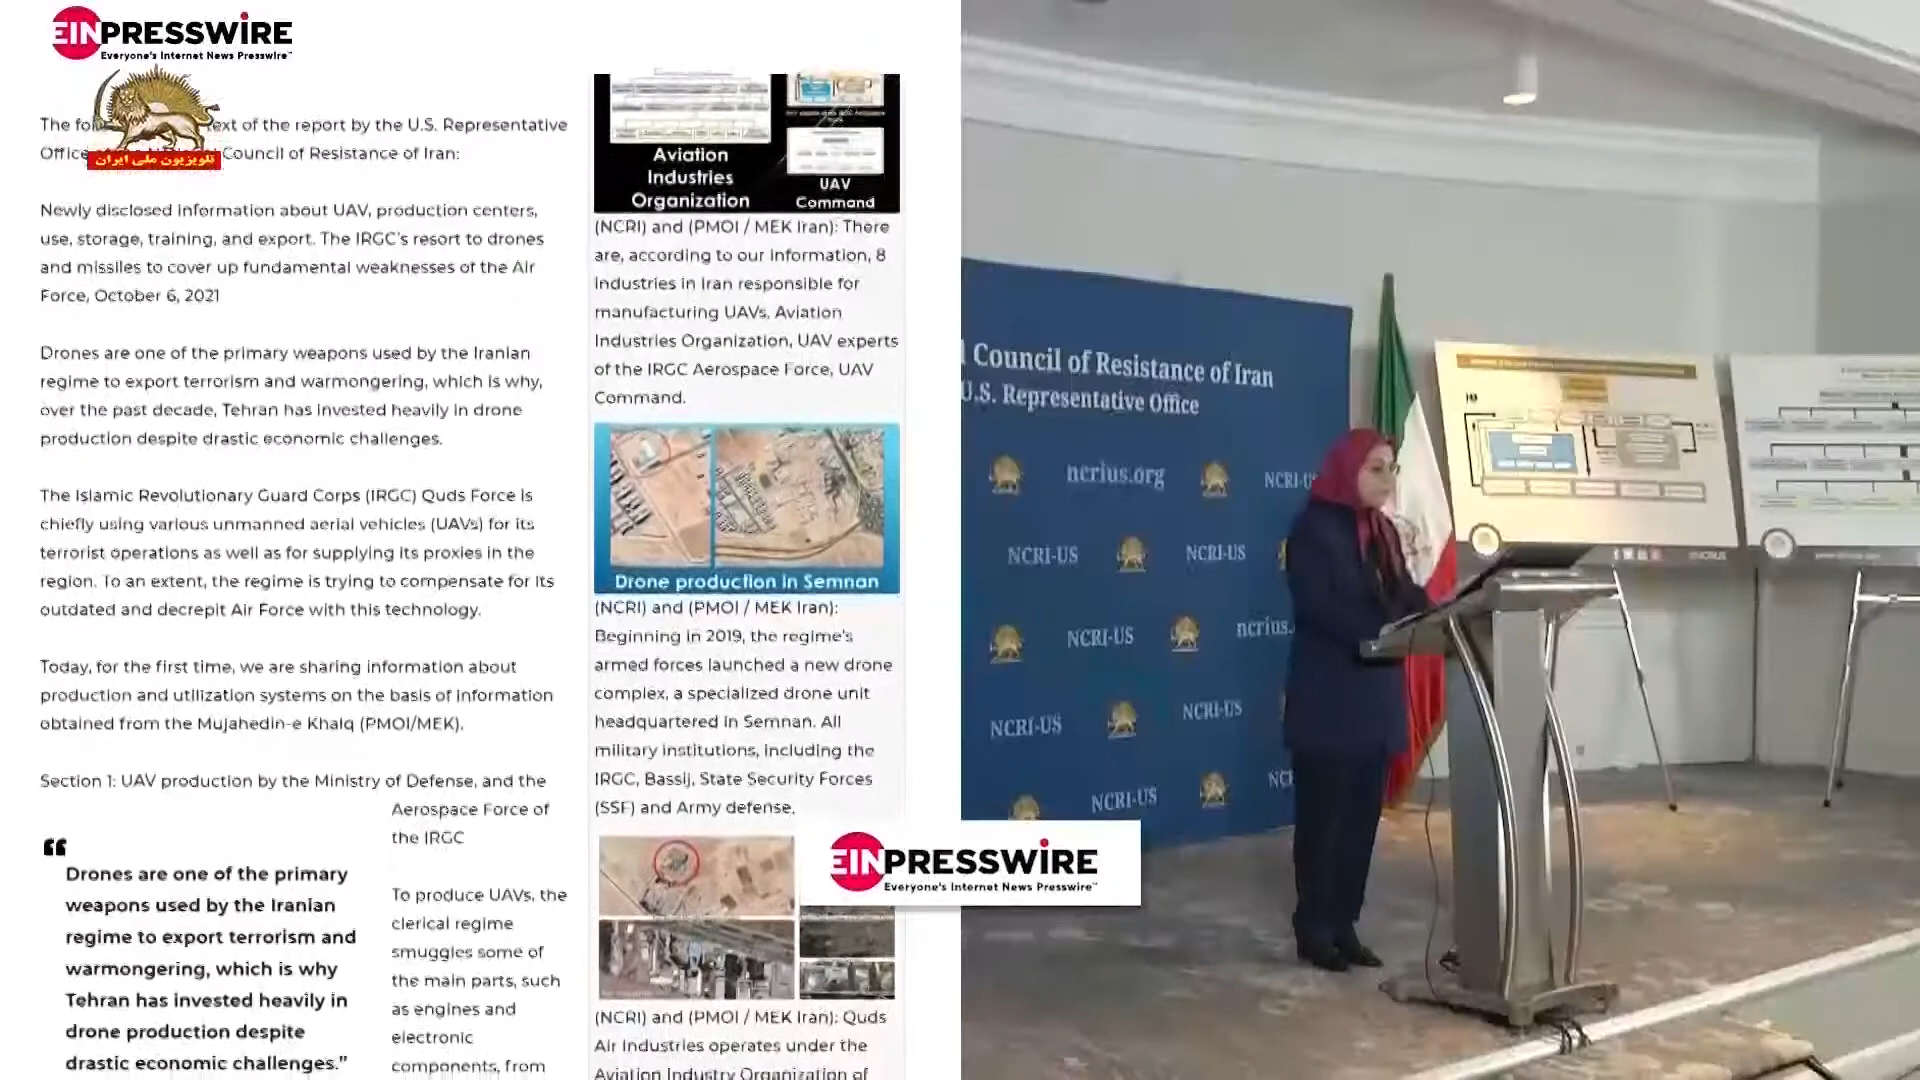 EINPRESSWIRE
Everyone's Internet News Presswire™
The ext of the report by the U.S. Representative
Office Council of Resistance of Iran:
تلویزیون ملی ایران
Newly disclosed information about UAV, production centers,
use, storage, training, and export. The IRGC's resort to drones
and missiles to cover up fundamental weaknesses of the Air
Force, October 6, 2021
Drones are one of the primary weapons used by the Iranian
regime to export terrorism and warmongering, which is why,
over the past decade, Tehran has invested heavily in drone
production despite drastic economic challenges.
The Islamic Revolutionary Guard Corps (IRGC) Quds Force is
chiefly using various unmanned aerial vehicles (UAVs) for its
terrorist operations as well as for supplying its proxies in the
region. To an extent, the regime is trying to compensate for its
outdated and decrepit Air Force with this technology.
Today, for the first time, we are sharing information about
production and utilization systems on the basis of information
obtained from the Mujahedin-e Khalq (PMOI/MEK).
Section 1: UAV production by the Ministry of Defense, and the
Aerospace Force of
the IRGC
To produce UAVs, the
clerical regime
smuggles some of
the main parts, such
as engines and
electronic
components, from
“
Drones are one of the primary
weapons used by the Iranian
regime to export terrorism and
warmongering, which is why
Tehran has invested heavily in
drone production despite
drastic economic challenges.”
Aviation
Industries
Organization
UAV
Command
(NCRI) and (PMOI / MEK Iran): There
are, according to our information, 8
industries in Iran responsible for
manufacturing UAVs. Aviation
Industries Organization, UAV experts
of the IRGC Aerospace Force, UAV
Command.
Drone production in Semnan
(NCRI) and (PMOI / MEK Iran):
Beginning in 2019, the regime's
armed forces launched a new drone
complex, a specialized drone unit
headquartered in Semnan. All
military institutions, including the
IRGC, Bassij, State Security Forces
(SSF) and Army defense.
(NCRI) and (PMOI / MEK Iran): Quds
Air Industries operates under the
Aviation Industry Organization of
EINPRESSWIRE
Everyone's Internet News Presswire™
l Council of Resistance of Iran
U.S. Representative Office
ncrius.org
NCRI-US
NCRI-US
NCRI-US
NCRI-US
ncrius.
NCRI-US
NCRI-US
NCRI-US
NCR